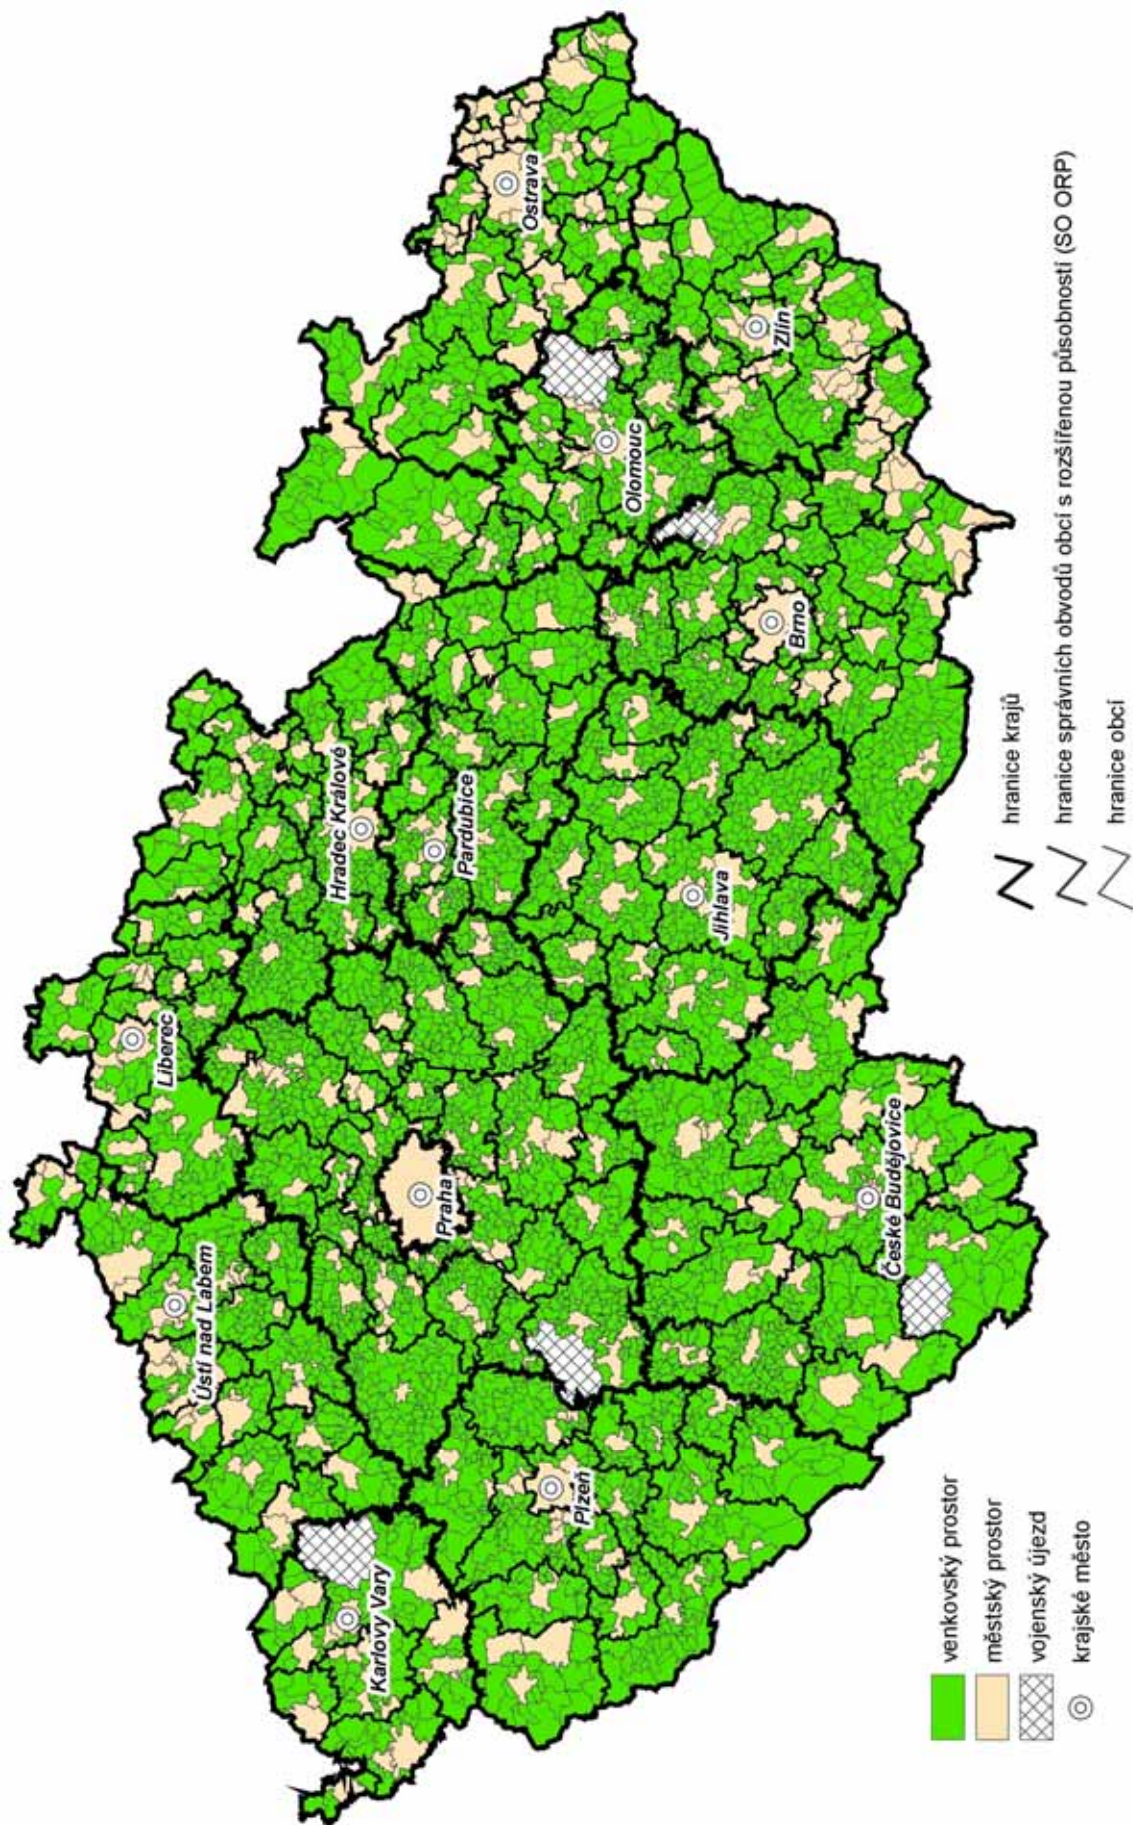 Liberec
Ústí nad Labem
Karlovy Vary
Hradec Králové
Praha
Pardubice
Ostrava
Plzeň
Olomouc
Jihlava
Zlín
Brno
České Budějovice
venkovský prostor
městský prostor
vojenský újezd
krajské město
hranice krajů
hranice správních obvodů obcí s rozšířenou působností (SO ORP)
hranice obcí